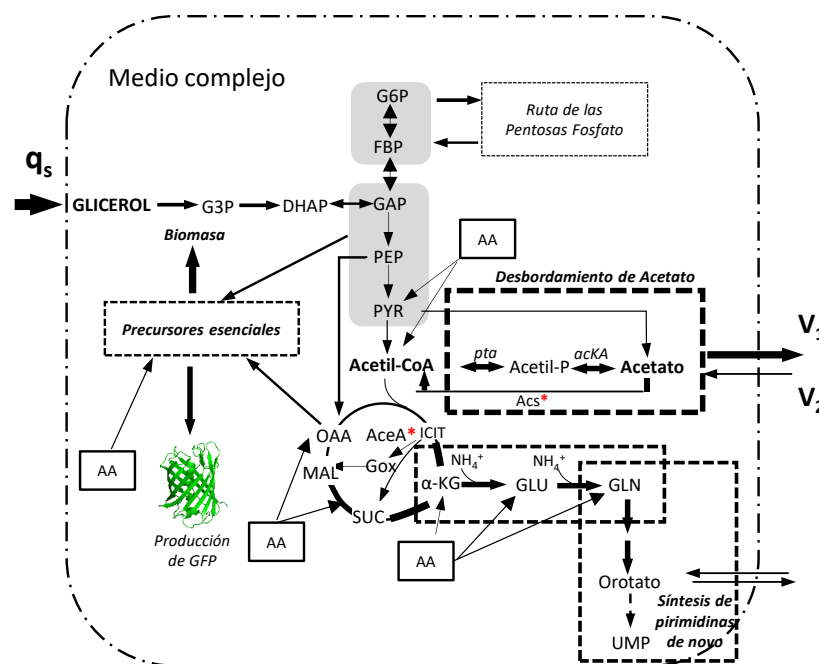 Medio complejo
G6P
Ruta de las
Pentosas Fosfato
FBP
qs
GLICEROL
G3P
DHAP
GAP
Biomasa
AA
PEP
Desbordamiento de Acetato
Precursores esenciales
PYR
V1
pta
acKA
Acetil-CoA
Acetil-P
Acetato
Acs*
V2
OAA
AceA*
ICIT
NH4+
NH4+
AA
MAL
Gox
α-KG
GLU
GLN
SUC
Producción
de GFP
AA
AA
Orotato
Síntesis de
pirimidinas
de novo
UMP